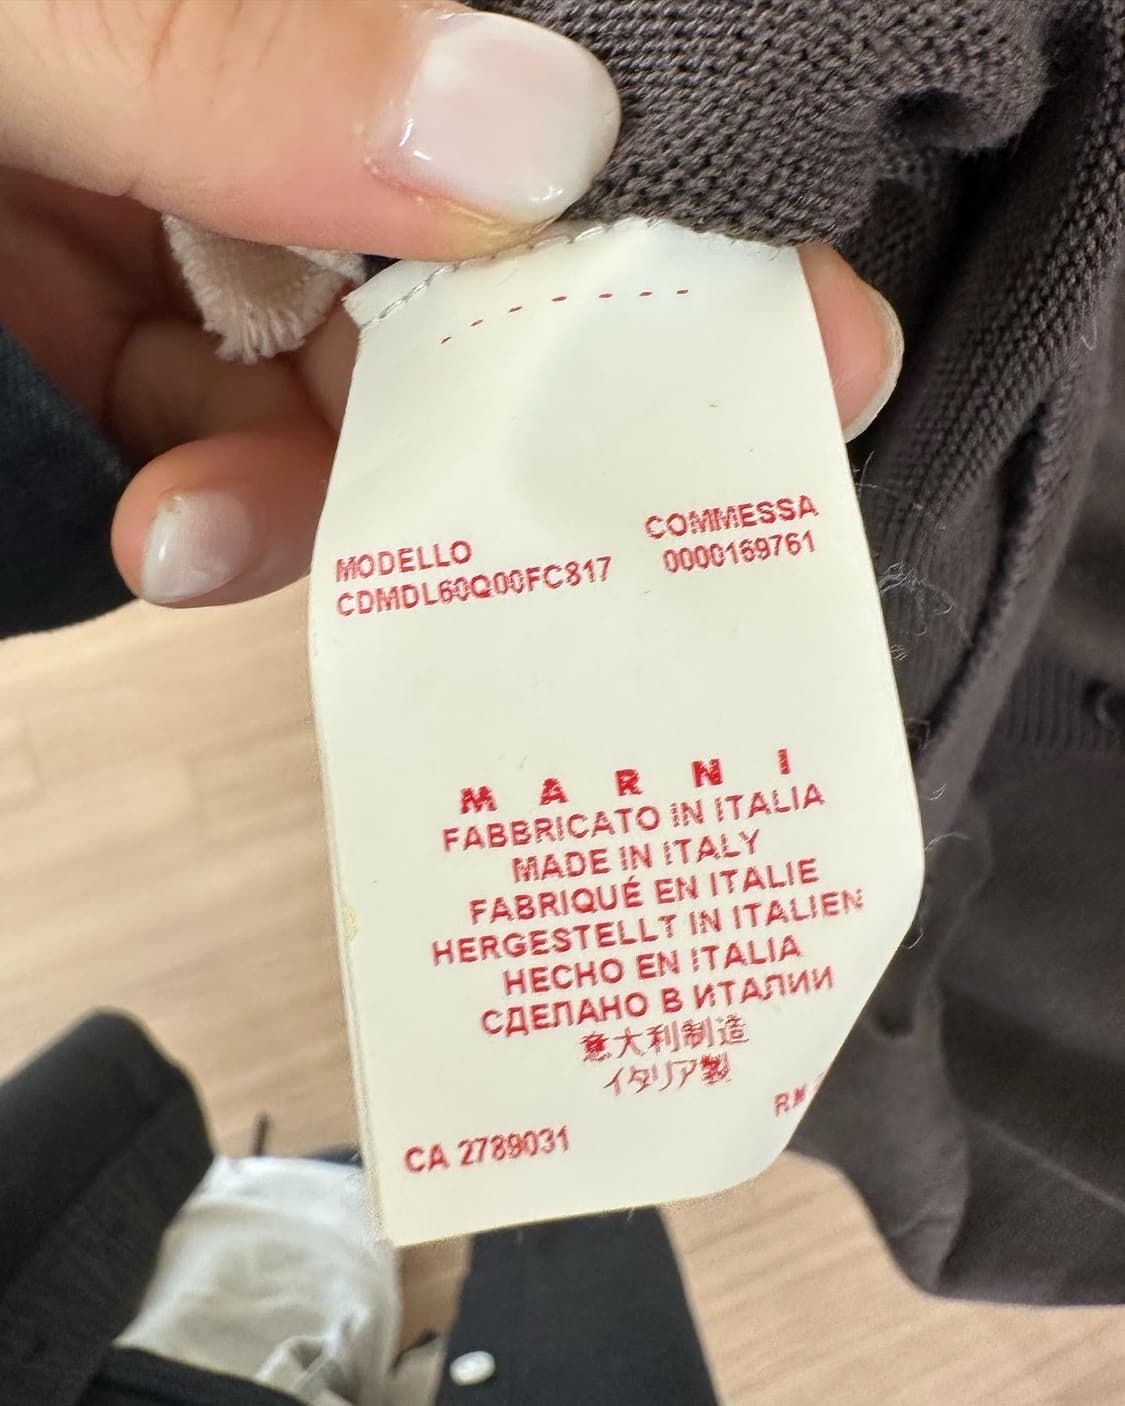 MODELLO
CDMDL60Q00FC817
COMMESSA
0000169761
M A R N I
FABBRICATO IN ITALIA
MADE IN ITALY
FABRIQUÉ EN ITALIE
HERGESTELLT IN ITALIEN
HECHO EN ITALIA
СДЕЛАНО В ИТАЛИИ
意大利制造
イタリア製
CA 2789031